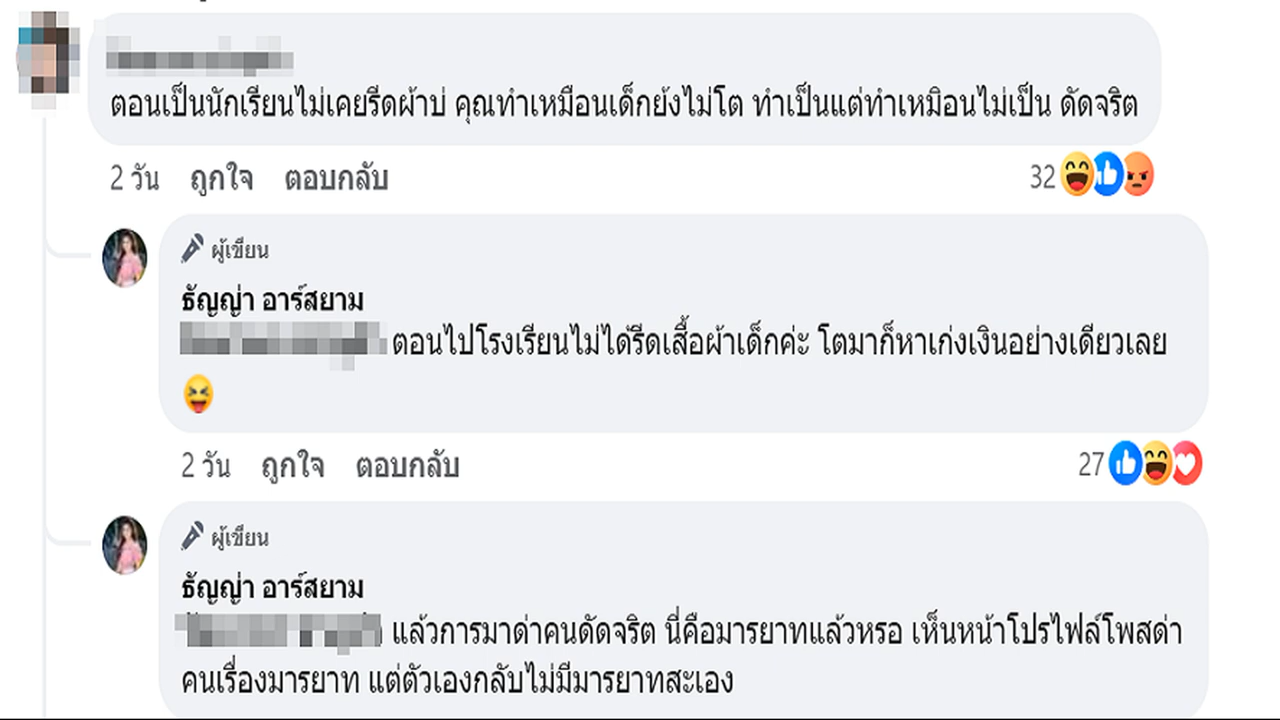 ตอนเป็นนักเรียนไม่เคยรีดผ้าบ่ คุณทำเหมือนเด็กยังไม่โต ทำเป็นแต่ทำเหมือนไม่เป็น ดัดจริต
2 วัน ถูกใจ ตอบกลับ 32
ผู้เขียน
ธัญญ่า อาร์สยาม
ตอนไปโรงเรียนไม่ได้รีดเสื้อผ้าเด็กค่ะ โตมาก็หาเก่งเงินอย่างเดียวเลย
2 วัน ถูกใจ ตอบกลับ 27
ผู้เขียน
ธัญญ่า อาร์สยาม
แล้วการมาด่าคนดัดจริต นี่คือมารยาทแล้วหรอ เห็นหน้าโปรไฟล์โพสด่า
คนเรื่องมารยาท แต่ตัวเองกลับไม่มีมารยาทสะเอง